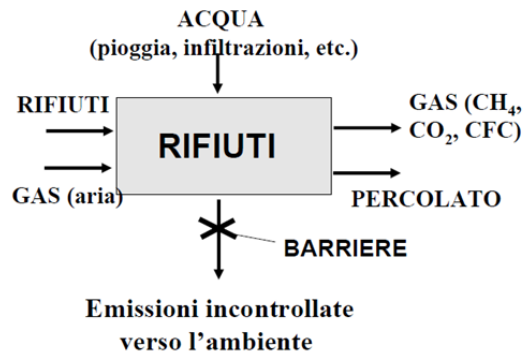 ACQUA
(pioggia, infiltrazioni, etc.)
RIFIUTI
GAS (aria)
RIFIUTI
GAS (CH₄,
CO₂, CFC)
PERCOLATO
BARRIERE
Emissioni incontrollate
verso l'ambiente